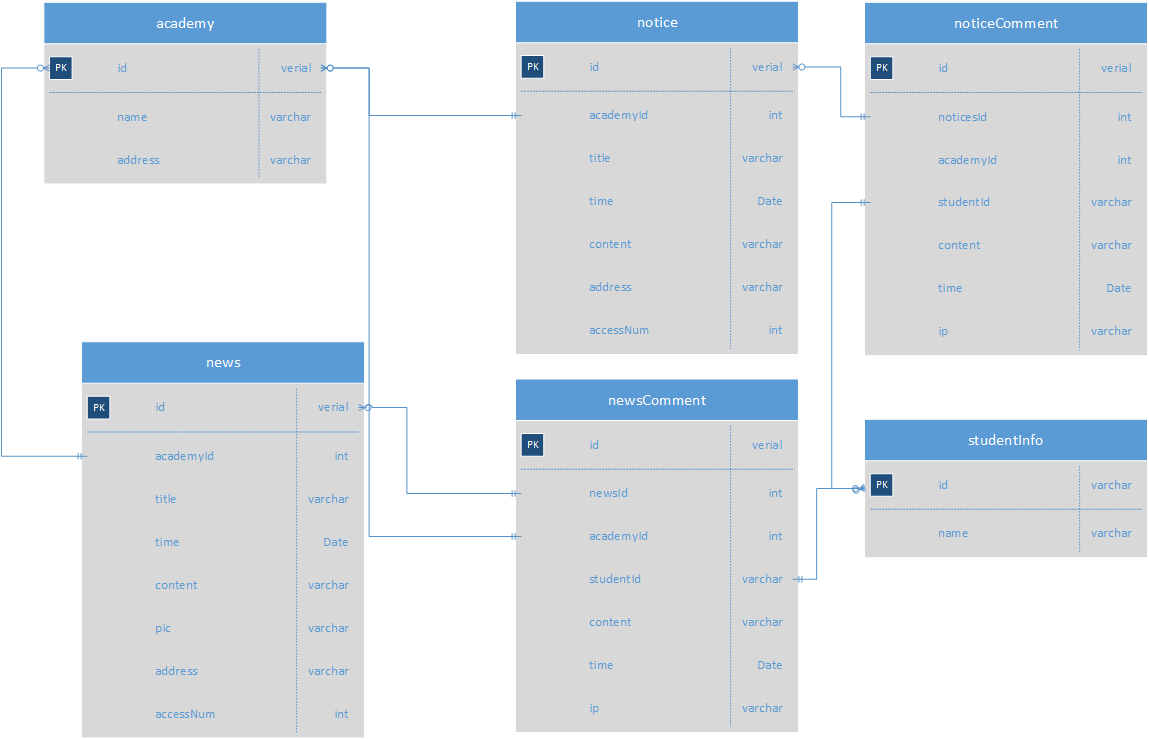 academy
PK id verial
name varchar
address varchar
notice
PK id verial
academyId int
title varchar
time Date
content varchar
address varchar
accessNum int
noticeComment
PK id verial
noticesId int
academyId int
studentId varchar
content varchar
time Date
ip varchar
news
PK id verial
academyId int
title varchar
time Date
content varchar
pic varchar
address varchar
accessNum int
newsComment
PK id verial
newsId int
academyId int
studentId varchar
content varchar
time Date
ip varchar
studentInfo
PK id varchar
name varchar